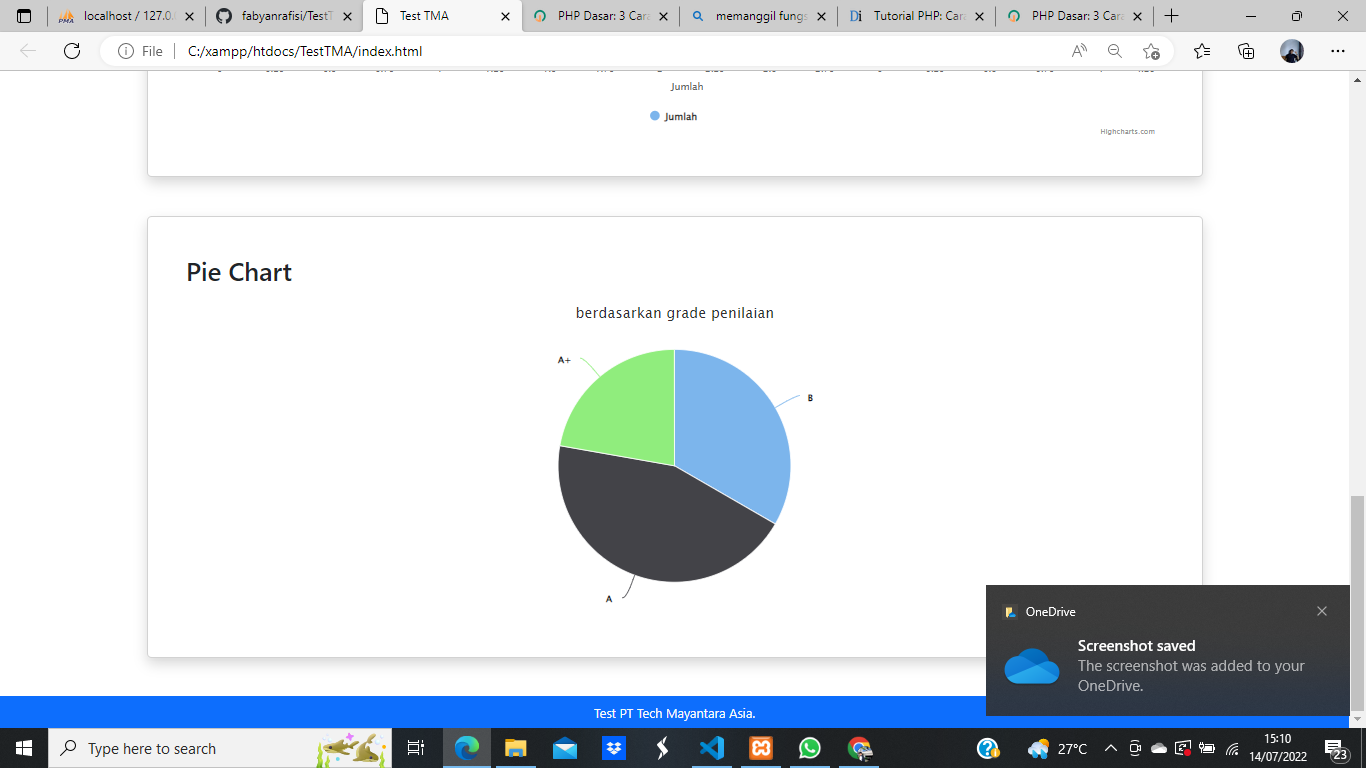 localhost / 127.0.
fabyanrafisi/TestT
Test TMA
PHP Dasar: 3 Cara
memanggil fungs
Di Tutorial PHP: Cara
PHP Dasar: 3 Cara
File
C:/xampp/htdocs/TestTMA/index.html
Jumlah
Jumlah
Highcharts.com
Pie Chart
berdasarkan grade penilaian
A+
B
A
OneDrive
Screenshot saved
The screenshot was added to your
OneDrive.
Test PT Tech Mayantara Asia.
Type here to search
27°C
15:10
14/07/2022
23